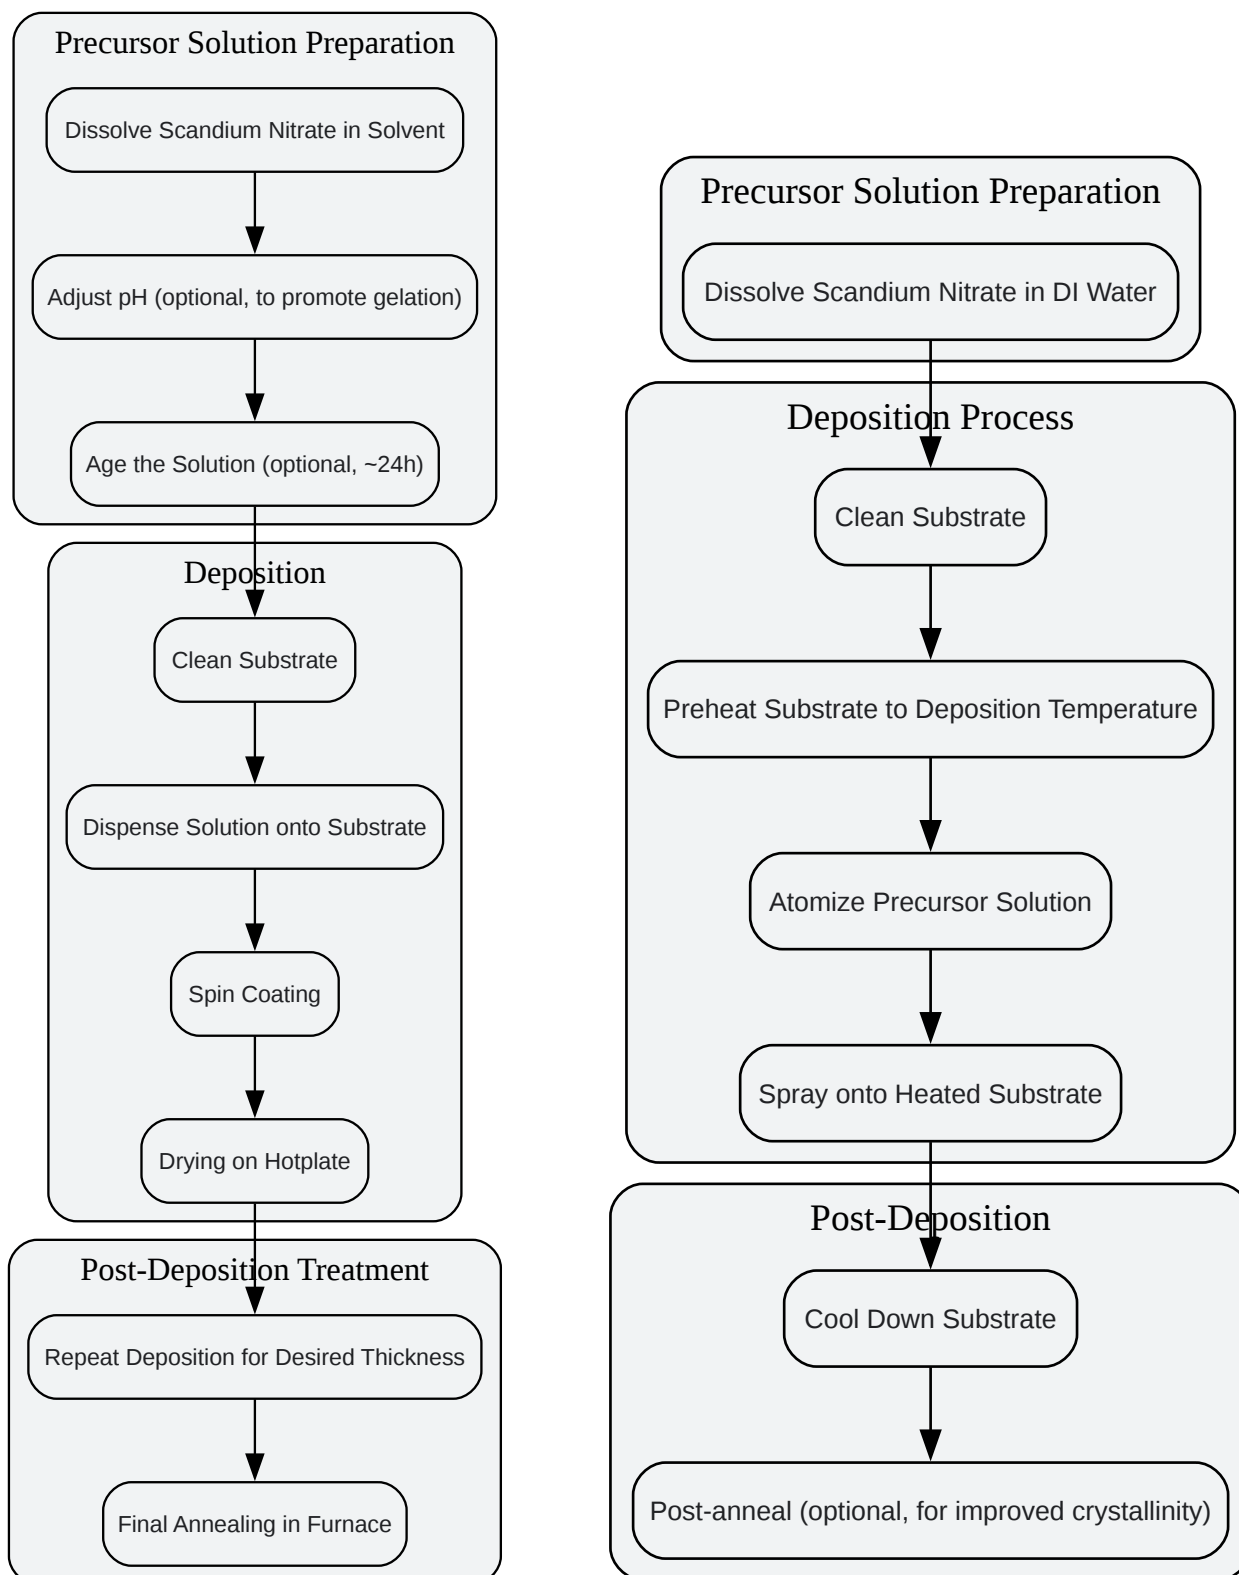 Precursor Solution Preparation
Dissolve Scandium Nitrate in Solvent
Adjust pH (optional, to promote gelation)
Age the Solution (optional, ~24h)
Deposition
Clean Substrate
Dispense Solution onto Substrate
Spin Coating
Drying on Hotplate
Post-Deposition Treatment
Repeat Deposition for Desired Thickness
Final Annealing in Furnace
Precursor Solution Preparation
Dissolve Scandium Nitrate in DI Water
Deposition Process
Clean Substrate
Preheat Substrate to Deposition Temperature
Atomize Precursor Solution
Spray onto Heated Substrate
Post-Deposition
Cool Down Substrate
Post-anneal (optional, for improved crystallinity)